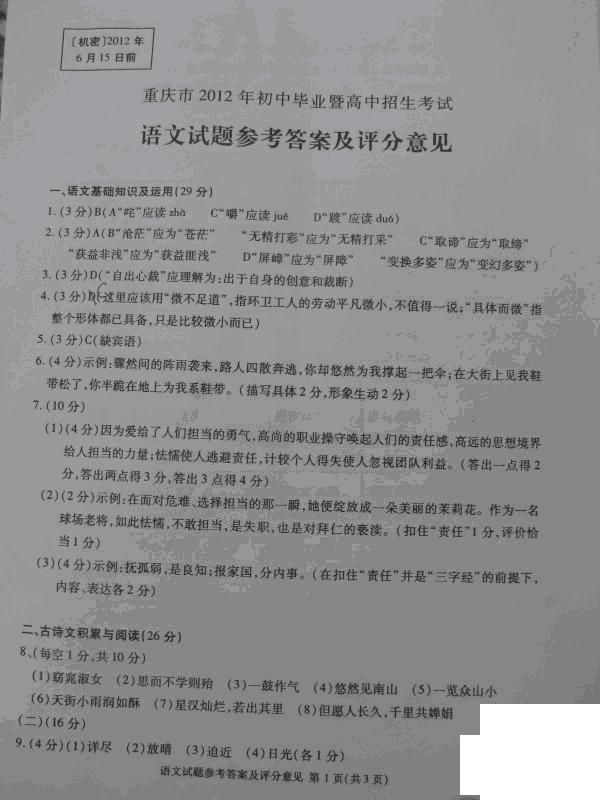 〔机密〕2012年
6月15日前
重庆市2012年初中毕业暨高中招生考试
语文试题参考答案及评分意见
一、语文基础知识及运用(29分)
1.(3分)B(A“咤”应读zhà C“嚼”应读jué D“踱”应读duó)
2.(3分)A(B“沧茫”应为“苍茫” “无精打彩”应为“无精打采” C“取谛”应为“取缔”
“获益非浅”应为“获益匪浅” D“屏嶂”应为“屏障” “变换多姿”应为“变幻多姿”)
3.(3分)D(“自出心裁”应理解为:出于自身的创意和裁断)
4.(3分)D(这里应该用“微不足道”,指环卫工人的劳动平凡微小,不值得一说;“具体而微”指
整个形体都已具备,只是比较微小而已)
5.(3分)C(缺宾语)
6.(4分)示例:骤然间的阵雨袭来,路人四散奔逃,你却悠然为我撑起一把伞;在大街上见我鞋
带松了,你半跪在地上为我系鞋带。(描写具体2分,形象生动2分)
7.(10分)
(1)(4分)因为爱给了人们担当的勇气,高尚的职业操守唤起人们的责任感,高远的思想境界
给人担当的力量;怯懦使人逃避责任,计较个人得失使人忽视团队利益。(答出一点得2
分,答出两点得3分,答出3点得4分)
(2)(2分)示例:在面对危难、选择担当的那一瞬,她便绽放成一朵美丽的茉莉花。作为一名
球场老将,如此怯懦,不敢担当,是失职,也是对拜仁的亵渎。(扣住“责任”1分,评价恰
当1分)
(3)(4分)示例:抚孤弱,是良知;报家国,分内事。(在扣住“责任”并是“三字经”的前提下,
内容、表达各2分)
二、古诗文积累与阅读(26分)
8、(每空1分,共10分)
(1)窈窕淑女 (2)思而不学则殆 (3)一鼓作气 (4)悠然见南山 (5)一览众山小
(6)天街小雨润如酥 (7)星汉灿烂,若出其里 (8)但愿人长久,千里共婵娟
(二)(16分)
9.(4分)(1)详尽 (2)放晴 (3)迫近 (4)日光(各1分)
语文试题参考答案及评分意见 第1页(共3页)